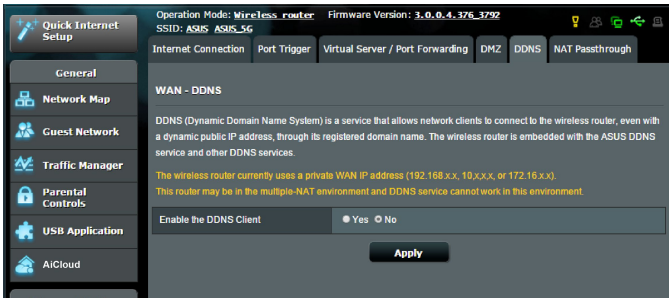 Quick Internet
Setup
Operation Mode: Wireless router Firmware Version: 3.0.0.4.376_3792
SSID: ASUS ASUS_5G
Internet Connection Port Trigger Virtual Server / Port Forwarding DMZ DDNS NAT Passthrough
General
Network Map
Guest Network
Traffic Manager
Parental
Controls
USB Application
AiCloud
WAN - DDNS
DDNS (Dynamic Domain Name System) is a service that allows network clients to connect to the wireless router, even with
a dynamic public IP address, through its registered domain name. The wireless router is embedded with the ASUS DDNS
service and other DDNS services.
The wireless router currently uses a private WAN IP address (192.168.x.x, 10,x,x,x, or 172.16.x.x).
This router may be in the multiple-NAT environment and DDNS service cannot work in this environment.
Enable the DDNS Client Yes No
Apply